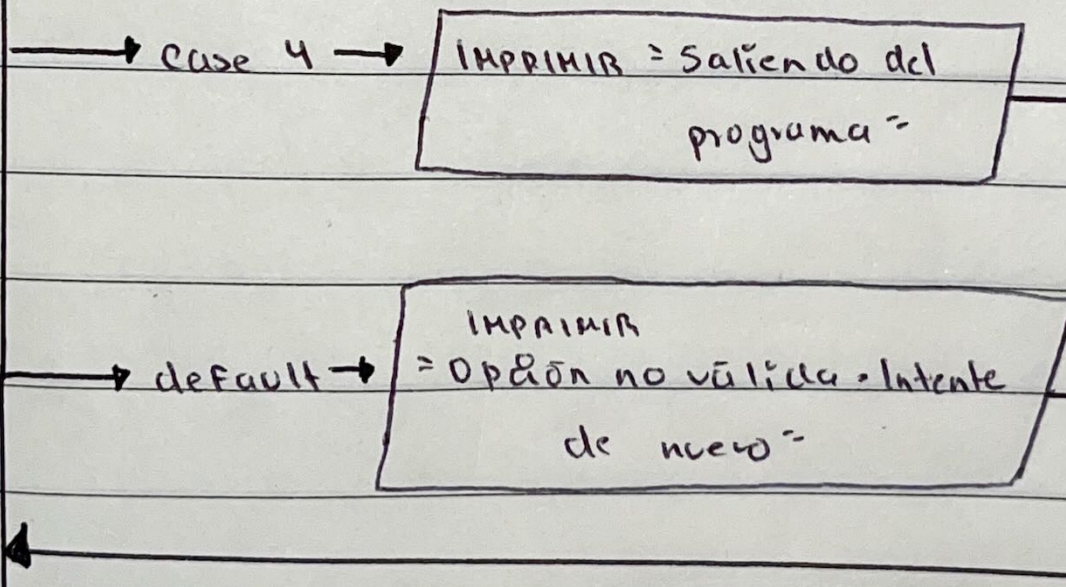 case 4
IMPRIMIR "Saliendo del
programa"
default
IMPRIMIR
"Opción no válida. Intente
de nuevo"